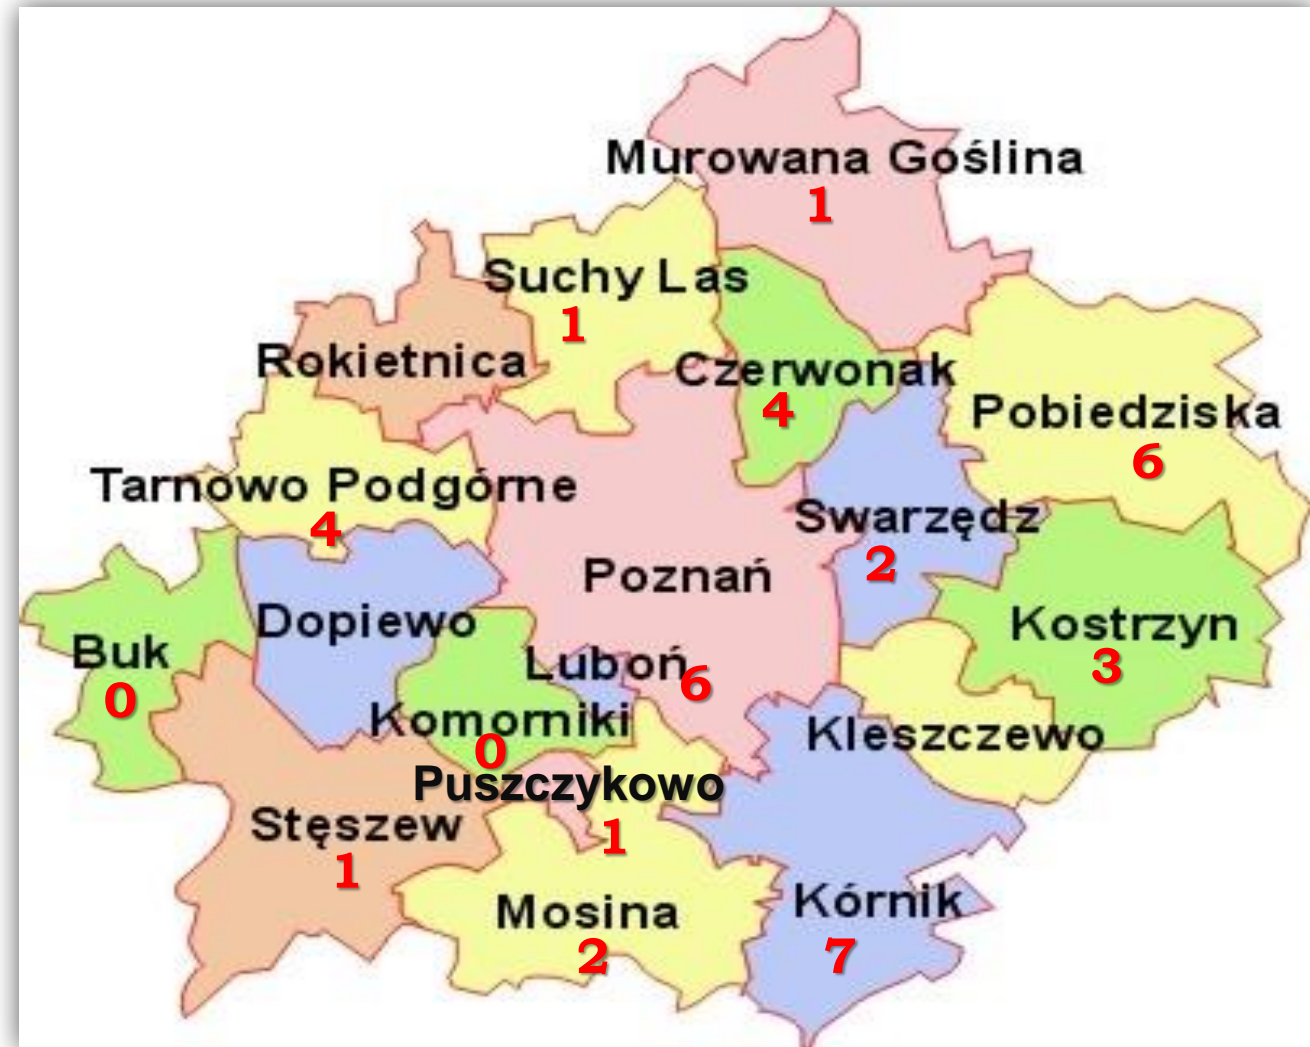 Murowana Goślina
1
Suchy Las
1
Rokietnica
Czerwonak
4
Pobiedziska
6
Tarnowo Podgórne
4
Swarzędz
2
Poznań
Dopiewo
Kostrzyn
3
Buk
0
Luboń
6
Komorniki
0
Kleszczewo
Puszczykowo
1
Stęszew
1
Mosina
2
Kórnik
7